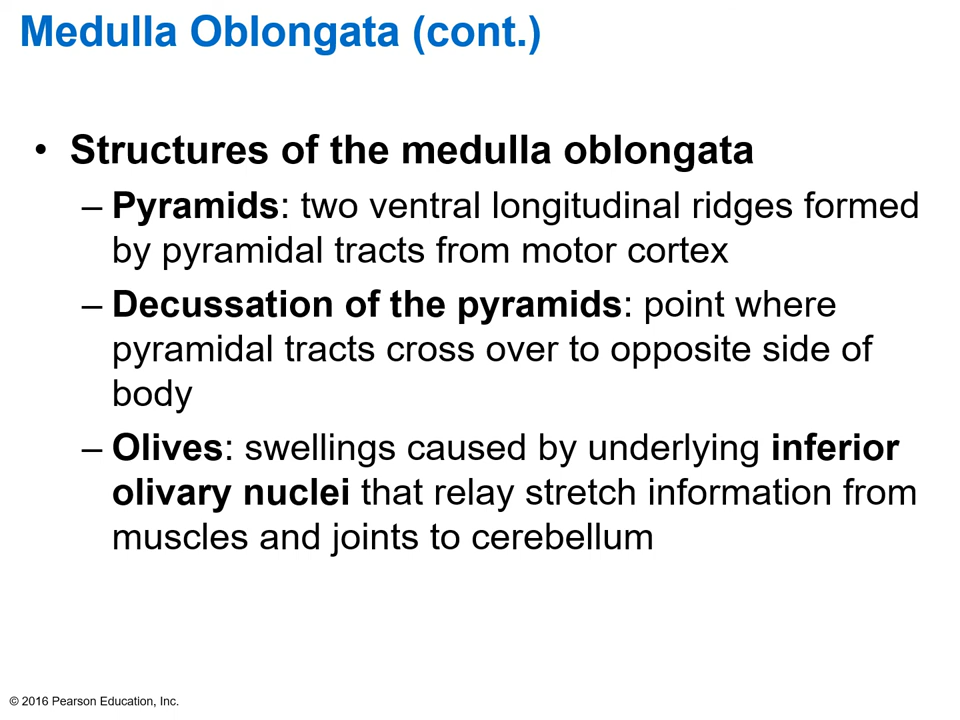 Medulla Oblongata (cont.)
• Structures of the medulla oblongata
– Pyramids: two ventral longitudinal ridges formed
by pyramidal tracts from motor cortex
– Decussation of the pyramids: point where
pyramidal tracts cross over to opposite side of
body
– Olives: swellings caused by underlying inferior
olivary nuclei that relay stretch information from
muscles and joints to cerebellum
© 2016 Pearson Education, Inc.